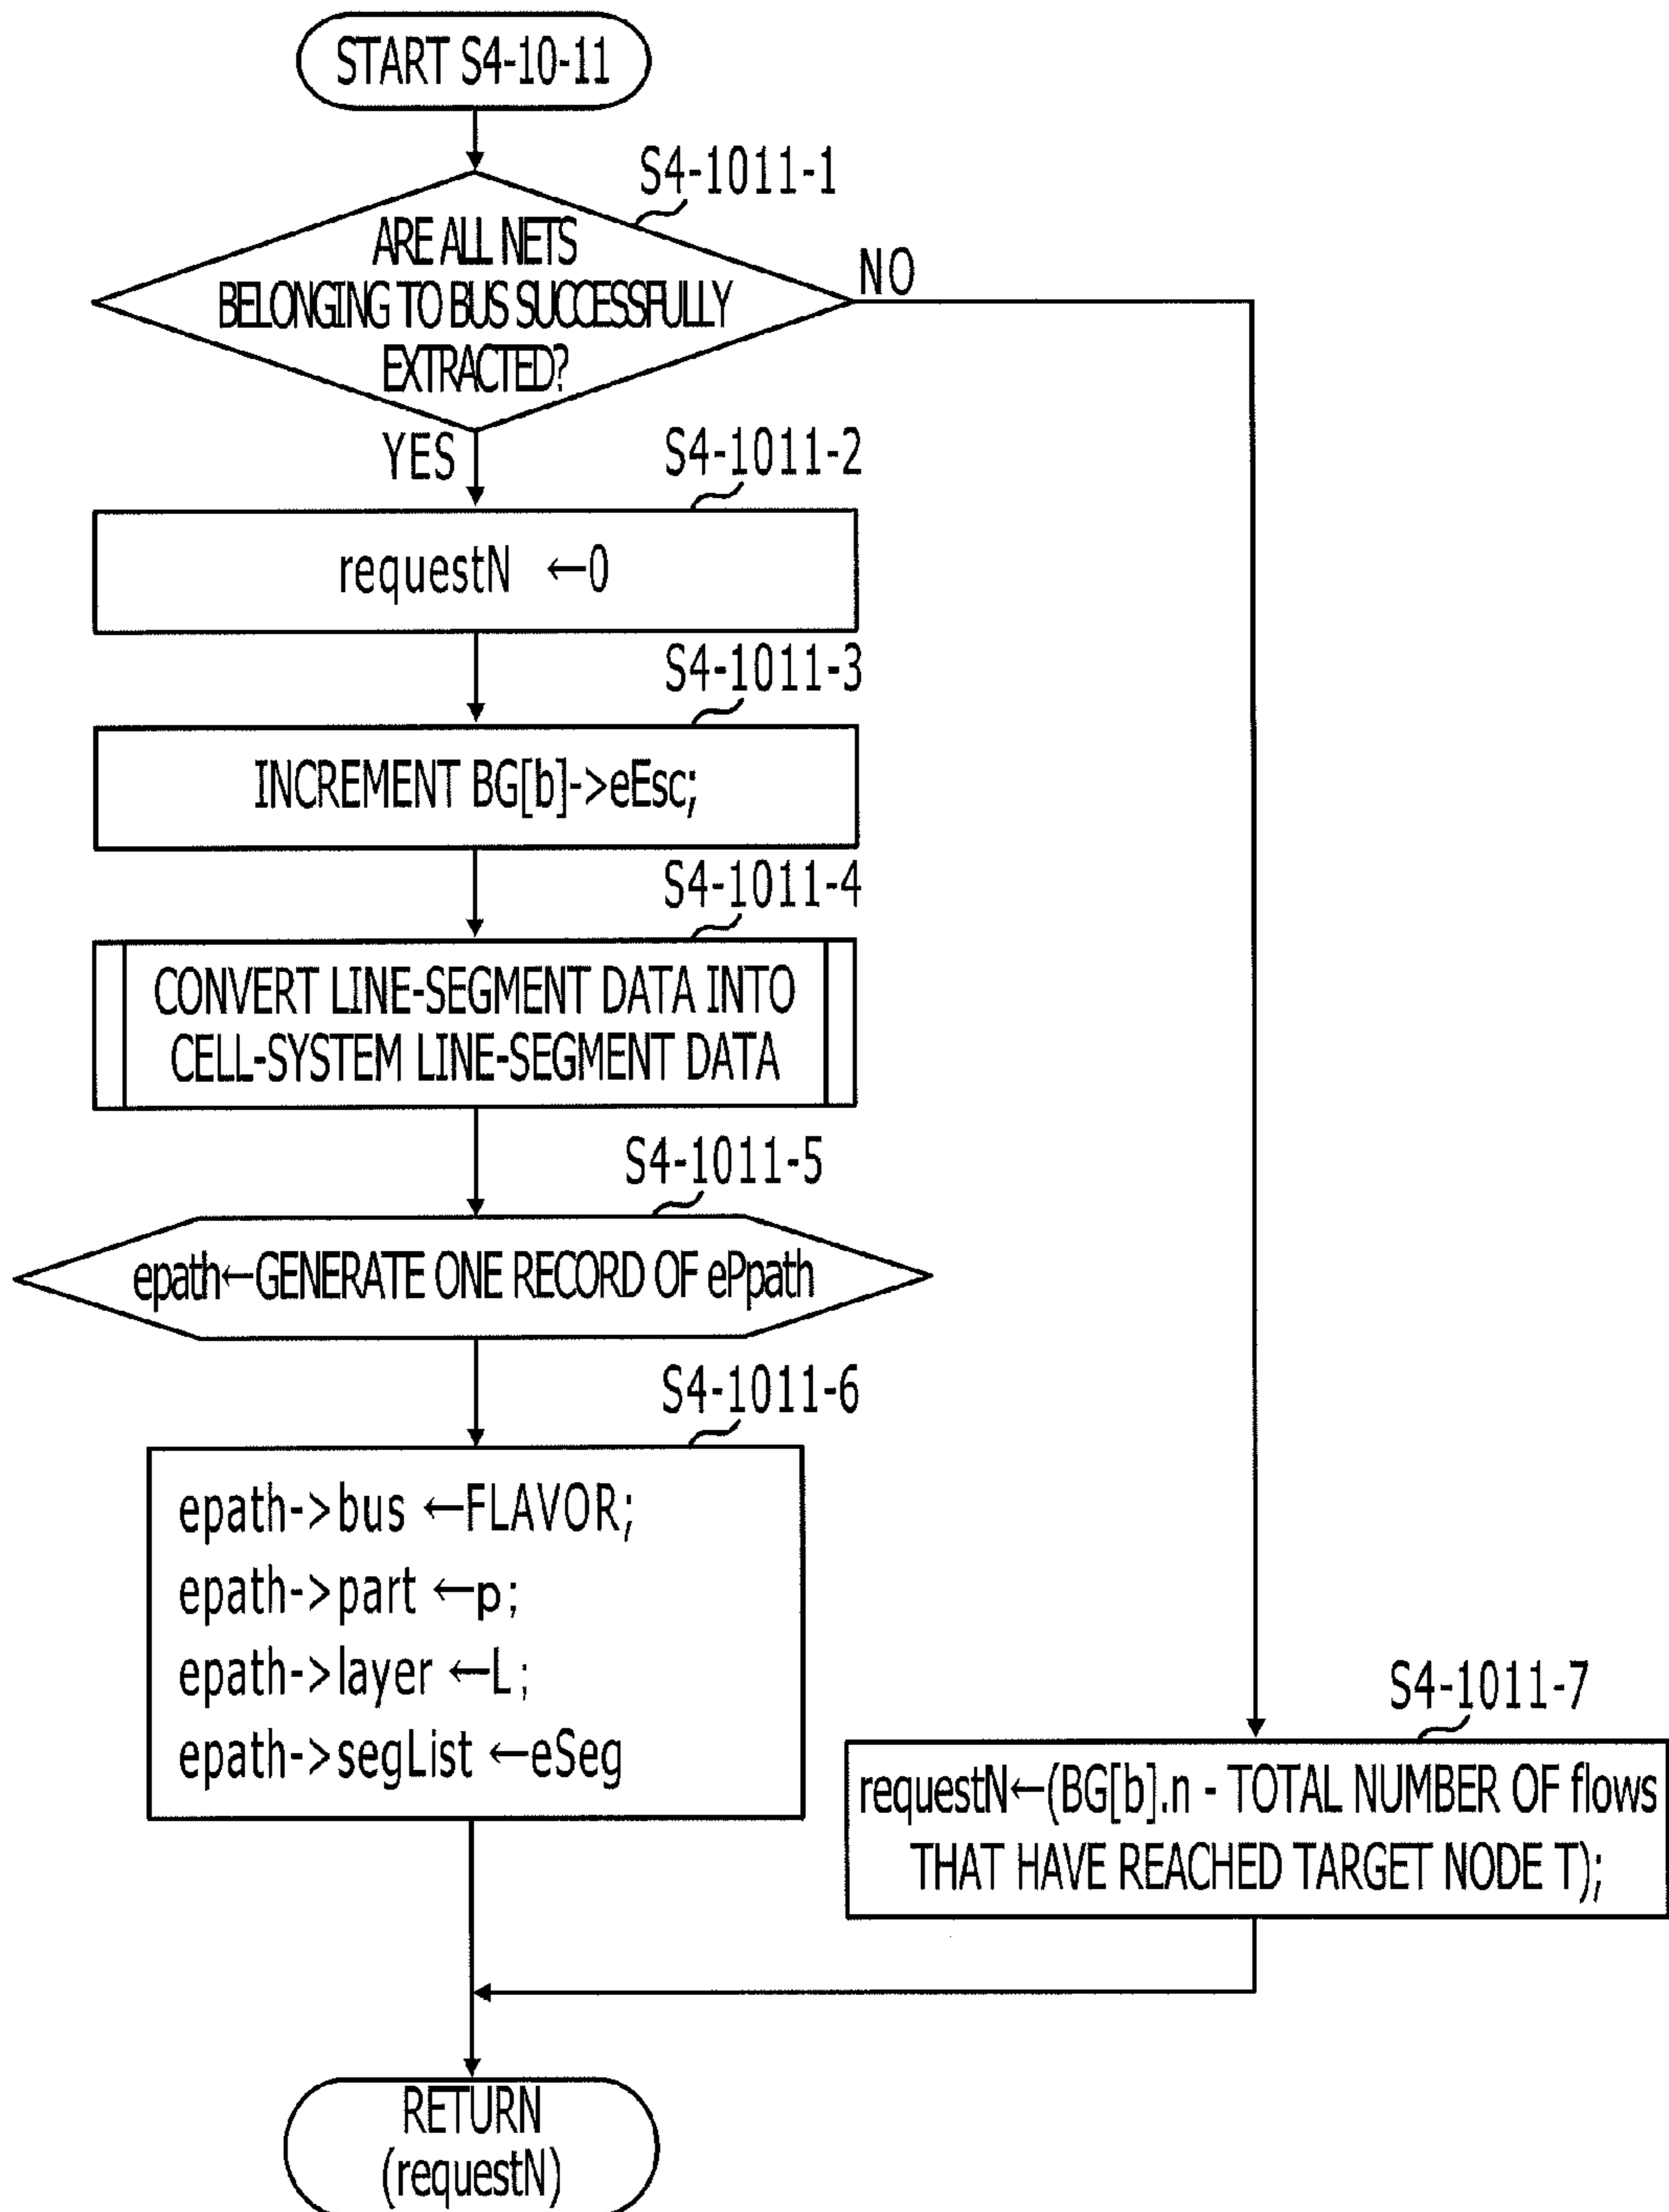 START S4-10-11
S4-1011-1
ARE ALL NETS
BELONGING TO BUS SUCCESSFULLY
EXTRACTED?
NO
YES
S4-1011-2
requestN ←0
S4-1011-3
INCREMENT BG[b]->eEsc;
S4-1011-4
CONVERT LINE-SEGMENT DATA INTO
CELL-SYSTEM LINE-SEGMENT DATA
S4-1011-5
epath←GENERATE ONE RECORD OF ePpath
S4-1011-6
epath->bus ←FLAVOR;
epath->part ←p;
epath->layer ←L;
epath->segList ←eSeg
S4-1011-7
requestN←(BG[b].n - TOTAL NUMBER OF flows
THAT HAVE REACHED TARGET NODE T);
RETURN
(requestN)